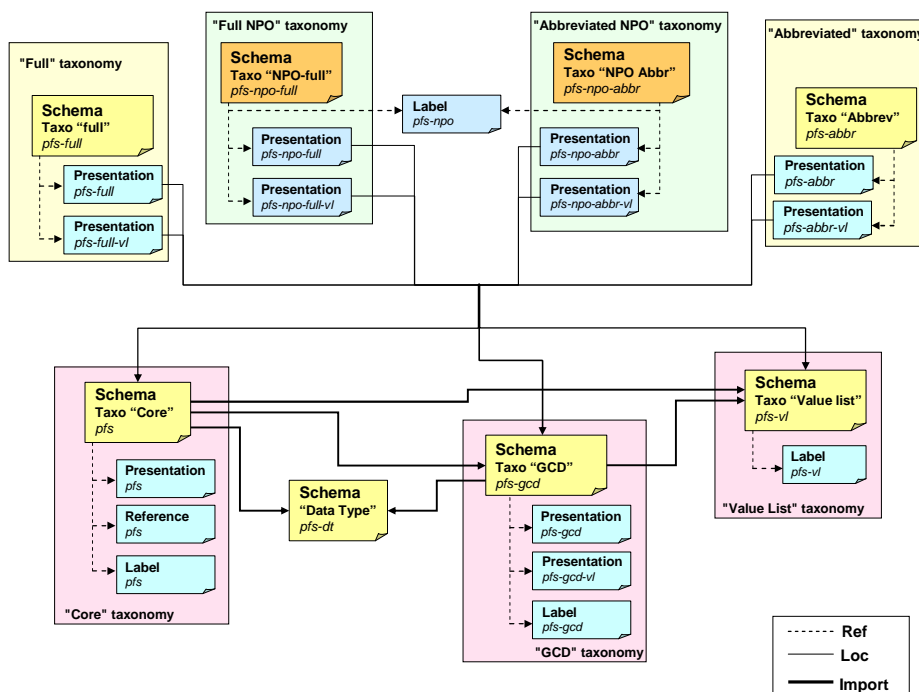 "Full" taxonomy
Schema
Taxo “full”
pfs-full
Presentation
pfs-full
Presentation
pfs-full-vl
"Full NPO" taxonomy
Schema
Taxo “NPO-full”
pfs-npo-full
Presentation
pfs-npo-full
Presentation
pfs-npo-full-vl
Label
pfs-npo
"Abbreviated NPO" taxonomy
Schema
Taxo “NPO Abbr”
pfs-npo-abbr
Presentation
pfs-npo-abbr
Presentation
pfs-npo-abbr-vl
"Abbreviated" taxonomy
Schema
Taxo “Abbrev”
pfs-abbr
Presentation
pfs-abbr
Presentation
pfs-abbr-vl
Schema
Taxo “Core”
pfs
Presentation
pfs
Reference
pfs
Label
pfs
"Core" taxonomy
Schema
“Data Type”
pfs-dt
Schema
Taxo “GCD”
pfs-gcd
Presentation
pfs-gcd
Presentation
pfs-gcd-vl
Label
pfs-gcd
"GCD" taxonomy
Schema
Taxo “Value list”
pfs-vl
Label
pfs-vl
"Value List" taxonomy
Ref
Loc
Import